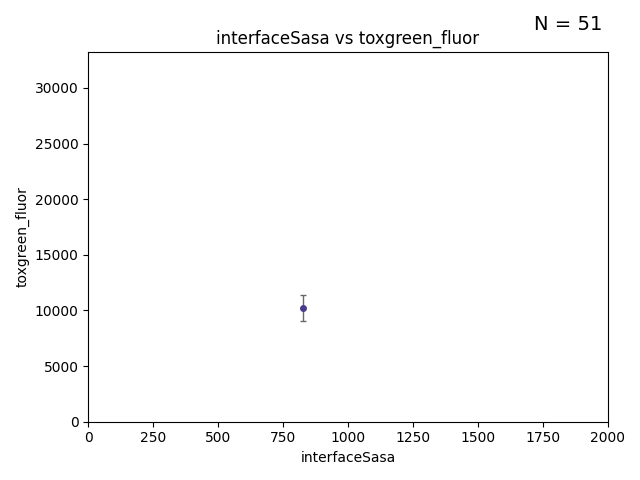 N = 51
interfaceSasa vs toxgreen_fluor
30000
25000
20000
15000
10000
5000
0
toxgreen_fluor
0 250 500 750 1000 1250 1500 1750 2000
interfaceSasa